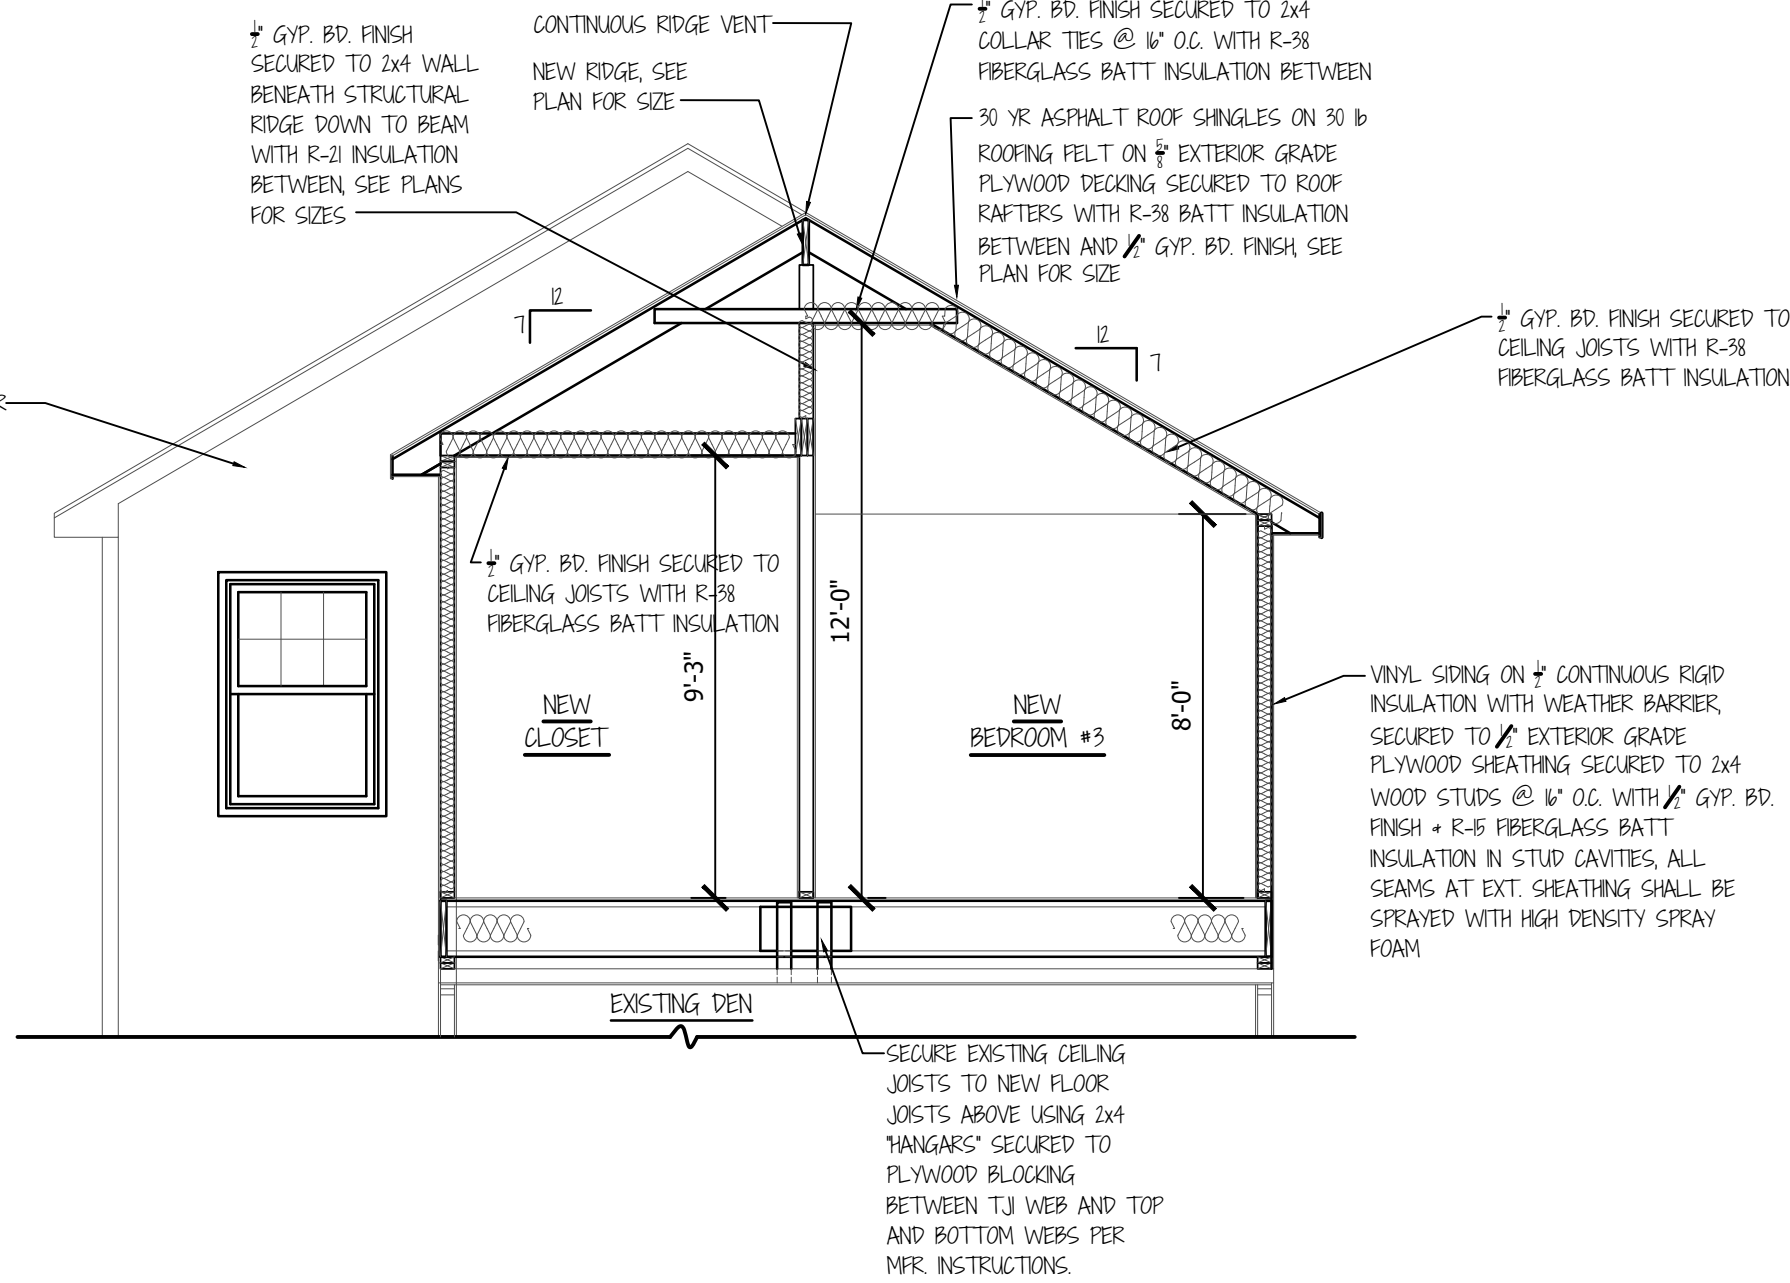 ½" GYP. BD. FINISH
SECURED TO 2x4 WALL
BENEATH STRUCTURAL
RIDGE DOWN TO BEAM
WITH R-21 INSULATION
BETWEEN, SEE PLANS
FOR SIZES
CONTINUOUS RIDGE VENT
NEW RIDGE, SEE
PLAN FOR SIZE
½" GYP. BD. FINISH SECURED TO 2x4
COLLAR TIES @ 16" O.C. WITH R-38
FIBERGLASS BATT INSULATION BETWEEN
30 YR ASPHALT ROOF SHINGLES ON 30 lb
ROOFING FELT ON ⅝" EXTERIOR GRADE
PLYWOOD DECKING SECURED TO ROOF
RAFTERS WITH R-38 BATT INSULATION
BETWEEN AND ½" GYP. BD. FINISH, SEE
PLAN FOR SIZE
12
7
12
7
½" GYP. BD. FINISH SECURED TO
CEILING JOISTS WITH R-38
FIBERGLASS BATT INSULATION
R
½" GYP. BD. FINISH SECURED TO
CEILING JOISTS WITH R-38
FIBERGLASS BATT INSULATION
9'-3"
12'-0"
8'-0"
NEW
CLOSET
NEW
BEDROOM #3
VINYL SIDING ON ½" CONTINUOUS RIGID
INSULATION WITH WEATHER BARRIER,
SECURED TO ½" EXTERIOR GRADE
PLYWOOD SHEATHING SECURED TO 2x4
WOOD STUDS @ 16" O.C. WITH ½" GYP. BD.
FINISH & R-15 FIBERGLASS BATT
INSULATION IN STUD CAVITIES, ALL
SEAMS AT EXT. SHEATHING SHALL BE
SPRAYED WITH HIGH DENSITY SPRAY
FOAM
EXISTING DEN
SECURE EXISTING CEILING
JOISTS TO NEW FLOOR
JOISTS ABOVE USING 2x4
"HANGARS" SECURED TO
PLYWOOD BLOCKING
BETWEEN TJI WEB AND TOP
AND BOTTOM WEBS PER
MFR. INSTRUCTIONS.